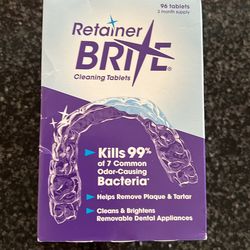 96 tablets
3 month supply
Retainer
BRITE®
Cleaning Tablets
Kills 99%
of 7 Common
Odor-Causing
Bacteria*
Helps Remove Plaque & Tartar
Cleans & Brightens
Removable Dental Appliances